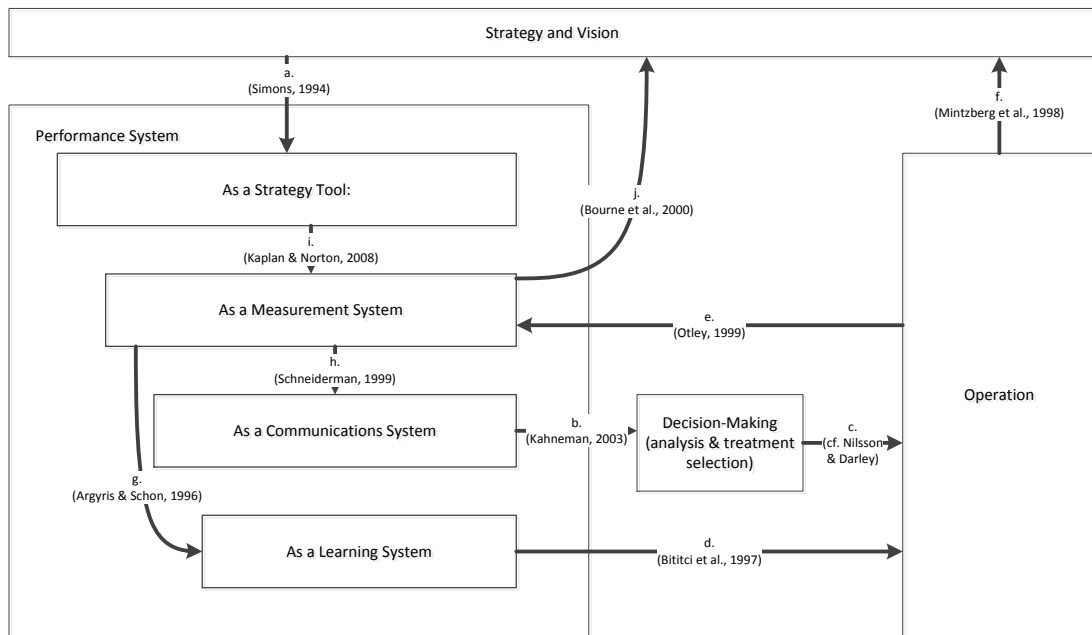 Strategy and Vision
a.
(Simons, 1994)
f.
(Mintzberg et al., 1998)
Performance System
As a Strategy Tool:
j.
(Bourne et al., 2000)
i.
(Kaplan & Norton, 2008)
As a Measurement System
e.
(Otley, 1999)
h.
(Schneiderman, 1999)
Operation
As a Communications System
b.
(Kahneman, 2003)
Decision-Making
(analysis & treatment
selection)
c.
(cf. Nilsson
& Darley)
g.
(Argyris & Schon, 1996)
As a Learning System
d.
(Bititci et al., 1997)